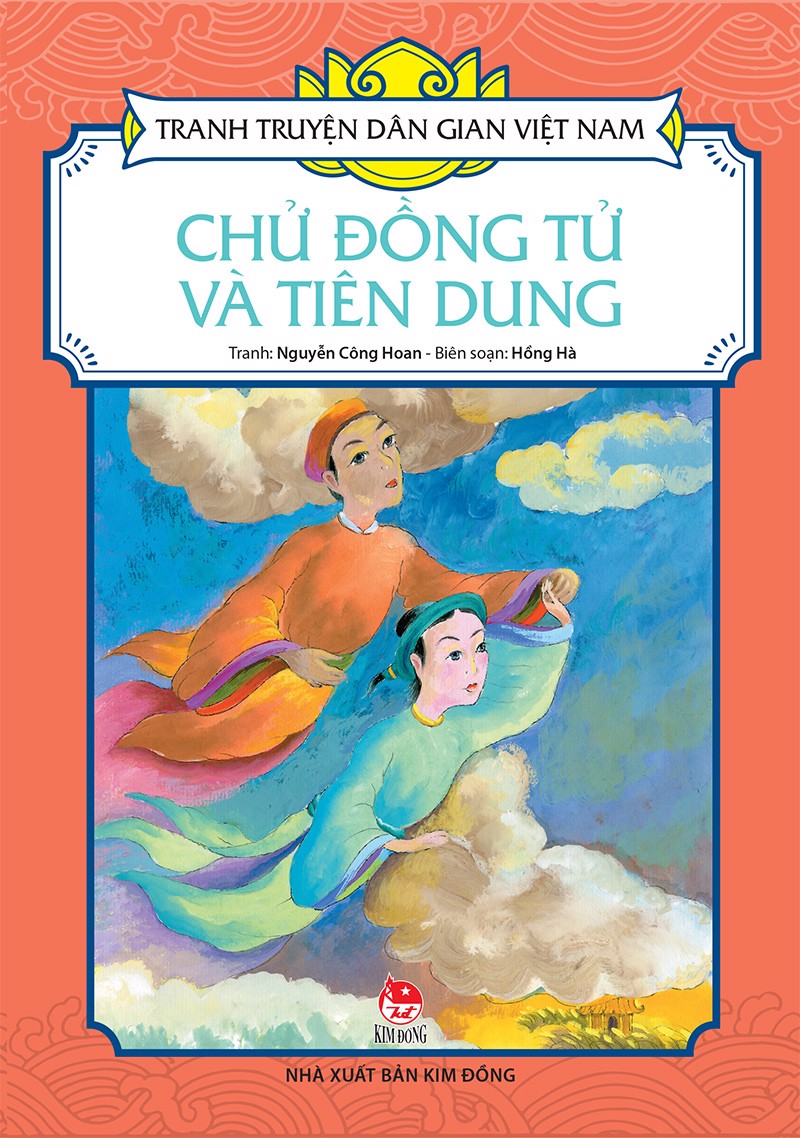 TRANH TRUYỆN DÂN GIAN VIỆT NAM
CHỬ ĐỒNG TỬ
VÀ TIÊN DUNG
Tranh: Nguyễn Công Hoan - Biên soạn: Hồng Hà
KIM ĐỒNG
NHÀ XUẤT BẢN KIM ĐỒNG